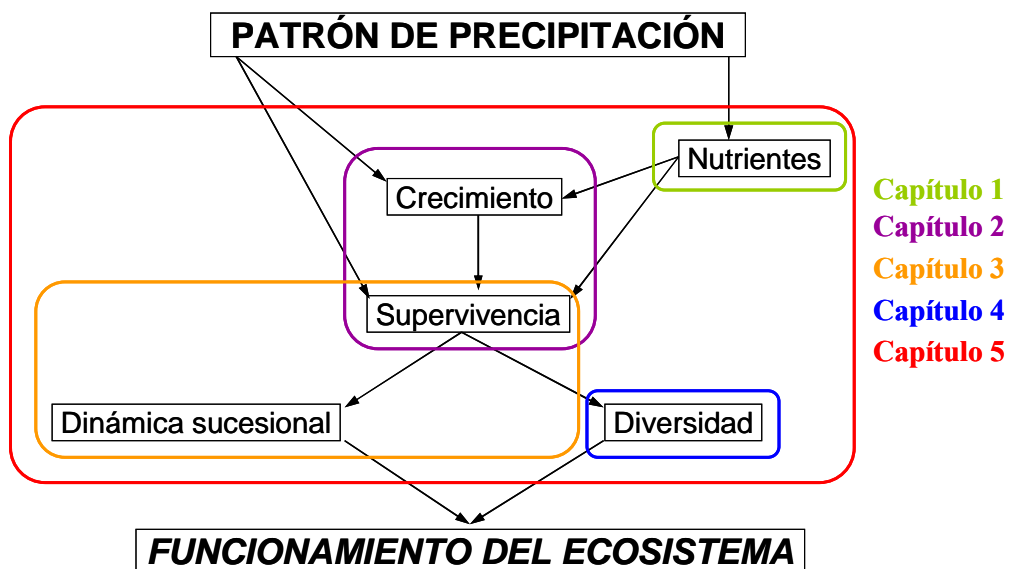 PATRÓN DE PRECIPITACIÓN
Nutrientes
Crecimiento
Supervivencia
Dinámica sucesional
Diversidad
FUNCIONAMIENTO DEL ECOSISTEMA
Capítulo 1
Capítulo 2
Capítulo 3
Capítulo 4
Capítulo 5